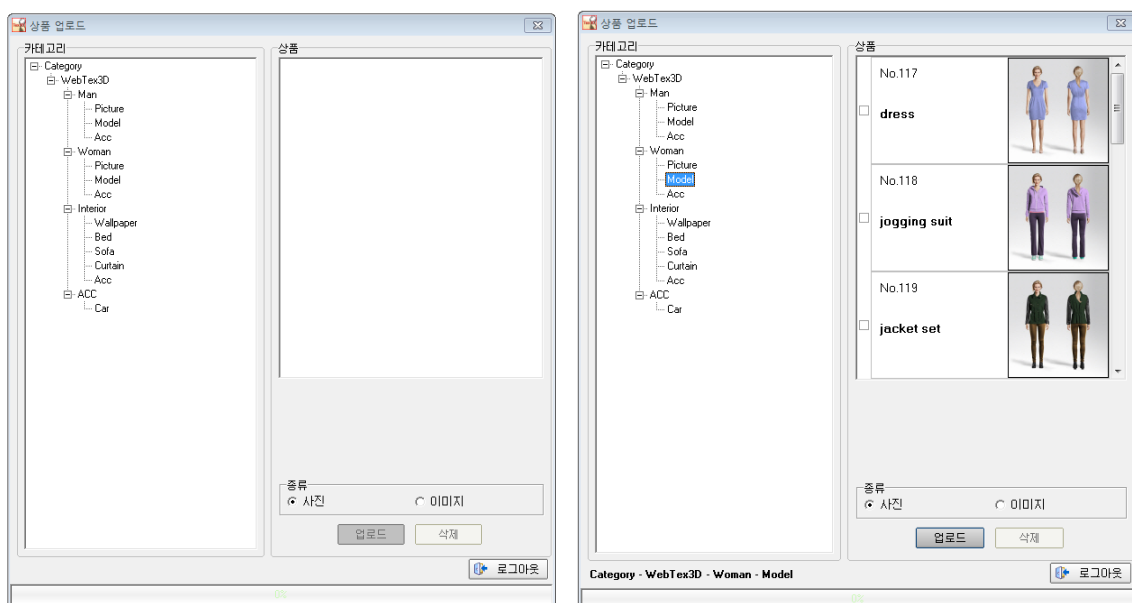 상품 업로드
카테고리
Category
WebTex3D
Man
Picture
Model
Acc
Woman
Picture
Model
Acc
Interior
Wallpaper
Bed
Sofa
Curtain
Acc
ACC
Car
상품
종류
사진
이미지
업로드
삭제
로그아웃
0%
상품 업로드
카테고리
Category
WebTex3D
Man
Picture
Model
Acc
Woman
Picture
Model
Acc
Interior
Wallpaper
Bed
Sofa
Curtain
Acc
ACC
Car
상품
No.117
dress
No.118
jogging suit
No.119
jacket set
종류
사진
이미지
업로드
삭제
Category - WebTex3D - Woman - Model
로그아웃
0%